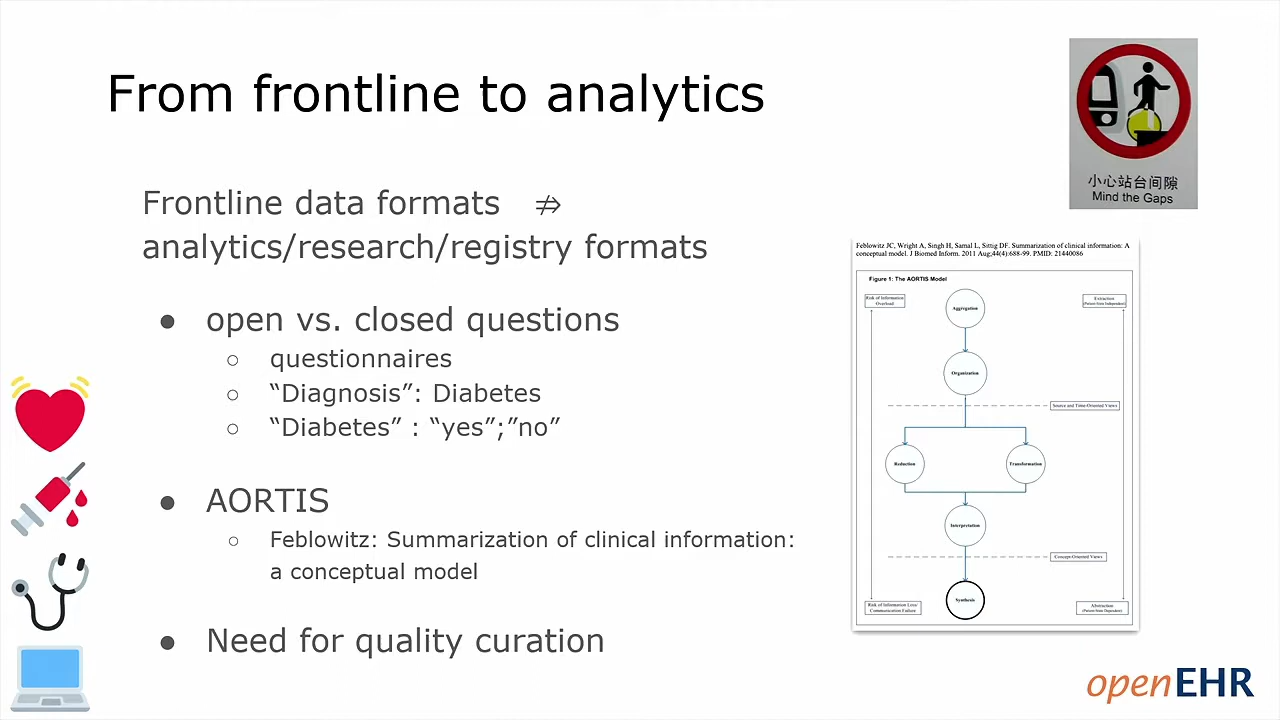 From frontline to analytics
小心站台间隙
Mind the Gaps
Frontline data formats ⇏
analytics/research/registry formats
● open vs. closed questions
○ questionnaires
○ “Diagnosis”: Diabetes
○ “Diabetes” : “yes”;”no”
● AORTIS
○ Feblowitz: Summarization of clinical information:
a conceptual model
● Need for quality curation
Feblowitz JC, Wright A, Singh H, Samal L, Sittig DF. Summarization of clinical information: A
conceptual model. J Biomed Inform. 2011 Aug;44(4):688-99. PMID: 21440086
Figure 1: The AORTIS Model
Risk of Information
Overload
Aggregation
Extraction
(Patient-State Independent)
Organization
Source and Time-Oriented Views
Reduction
Transformation
Interpretation
Concept-Oriented Views
Synthesis
Risk of Information Loss/
Communication Failure
Abstraction
(Patient-State Dependent)
openEHR